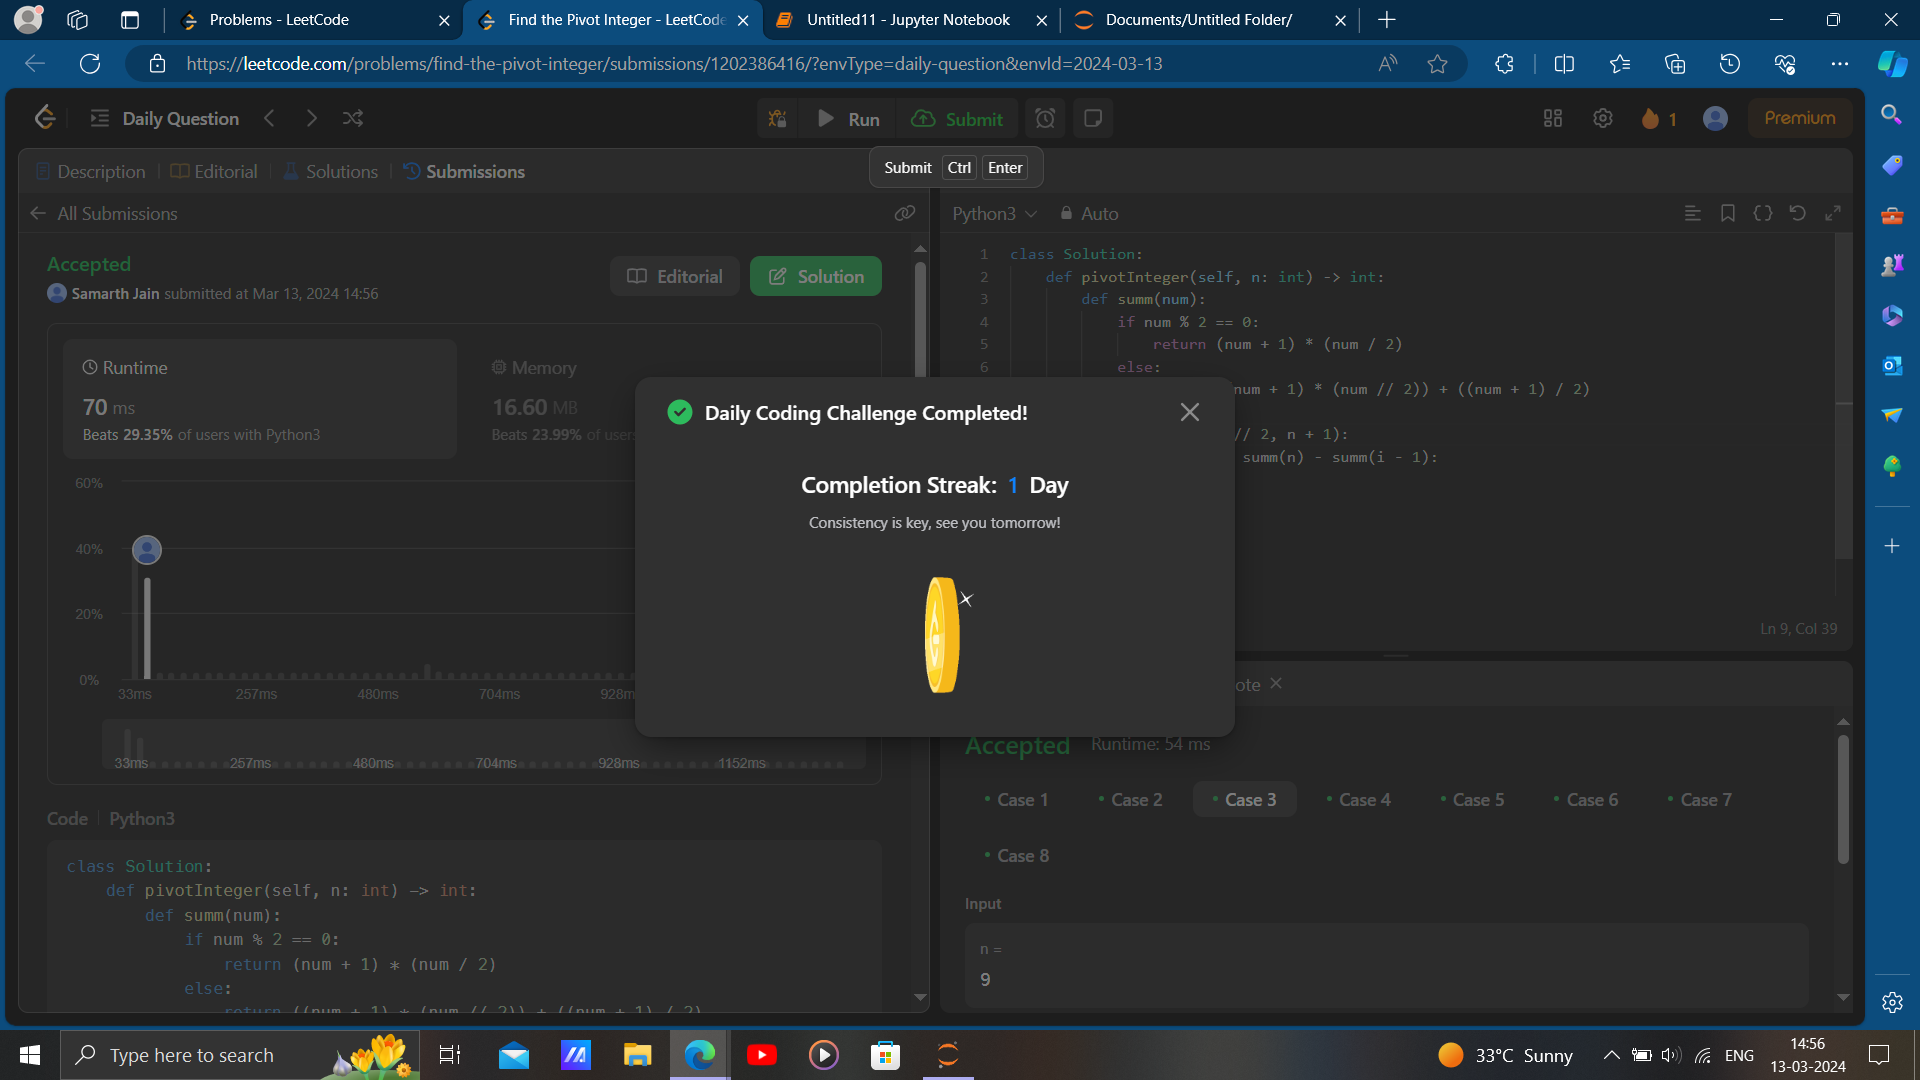 Problems - LeetCode
Find the Pivot Integer - LeetCode
Untitled11 - Jupyter Notebook
Documents/Untitled Folder/
https://leetcode.com/problems/find-the-pivot-integer/submissions/1202386416/?envType=daily-question&envId=2024-03-13
Daily Question
Run
Submit
1
Premium
Submit Ctrl Enter
Description
Editorial
Solutions
Submissions
All Submissions
Accepted
Samarth Jain submitted at Mar 13, 2024 14:56
Editorial
Solution
Runtime
70 ms
Beats 29.35% of users with Python3
Memory
16.60 MB
Beats 23.99% of users
60%
40%
20%
0%
33ms 257ms 480ms 704ms 928m
33ms 257ms 480ms 704ms 928ms 1152ms
Code | Python3
class Solution:
def pivotInteger(self, n: int) -> int:
def summ(num):
if num % 2 == 0:
return (num + 1) * (num / 2)
else:
return ((num + 1) * (num // 2)) + ((num + 1) / 2)
Python3
Auto
1 class Solution:
2 def pivotInteger(self, n: int) -> int:
3 def summ(num):
4 if num % 2 == 0:
5 return (num + 1) * (num / 2)
6 else:
num + 1) * (num // 2)) + ((num + 1) / 2)
// 2, n + 1):
summ(n) - summ(i - 1):
Ln 9, Col 39
Daily Coding Challenge Completed!
Completion Streak: 1 Day
Consistency is key, see you tomorrow!
ote
Accepted Runtime: 54 ms
Case 1
Case 2
Case 3
Case 4
Case 5
Case 6
Case 7
Case 8
Input
n =
9
Type here to search
33°C Sunny
ENG
14:56
13-03-2024